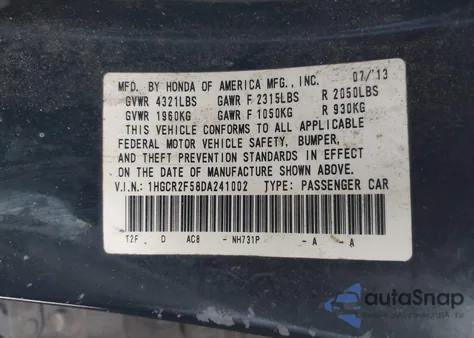 MFD. BY HONDA OF AMERICA MFG., INC. 07/'13
GVWR 4321LBS GAWR F 2315LBS R 2050LBS
GVWR 1960KG GAWR F 1050KG R 930KG
THIS VEHICLE CONFORMS TO ALL APPLICABLE
FEDERAL MOTOR VEHICLE SAFETY, BUMPER,
AND THEFT PREVENTION STANDARDS IN EFFECT
ON THE DATE OF MANUFACTURE SHOWN ABOVE.
V.I.N.: 1HGCR2F58DA241002 TYPE: PASSENGER CAR
T2F D AC8 -NH731P -A -A
autoSnap